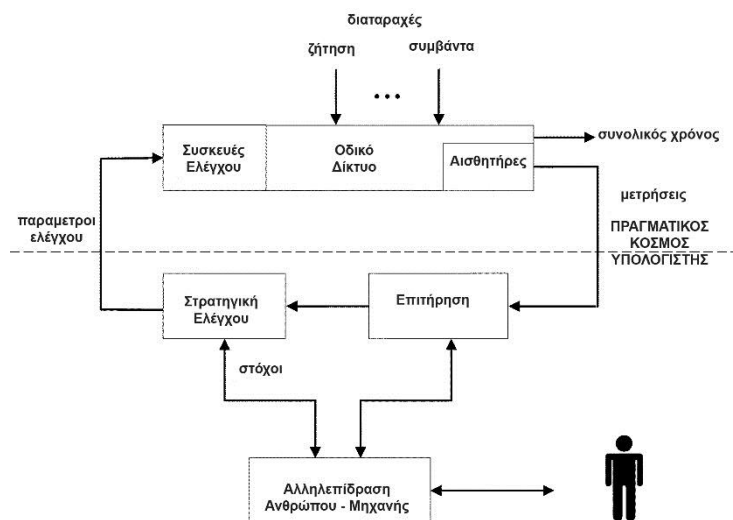 διαταραχές
ζήτηση
συμβάντα
...
Συσκευές
Ελέγχου
Οδικό
Δίκτυο
Αισθητήρες
συνολικός χρόνος
μετρήσεις
παράμετροι
ελέγχου
ΠΡΑΓΜΑΤΙΚΟΣ
ΚΟΣΜΟΣ
ΥΠΟΛΟΓΙΣΤΗΣ
Στρατηγική
Ελέγχου
Επιτήρηση
στόχοι
Αλληλεπίδραση
Ανθρώπου - Μηχανής